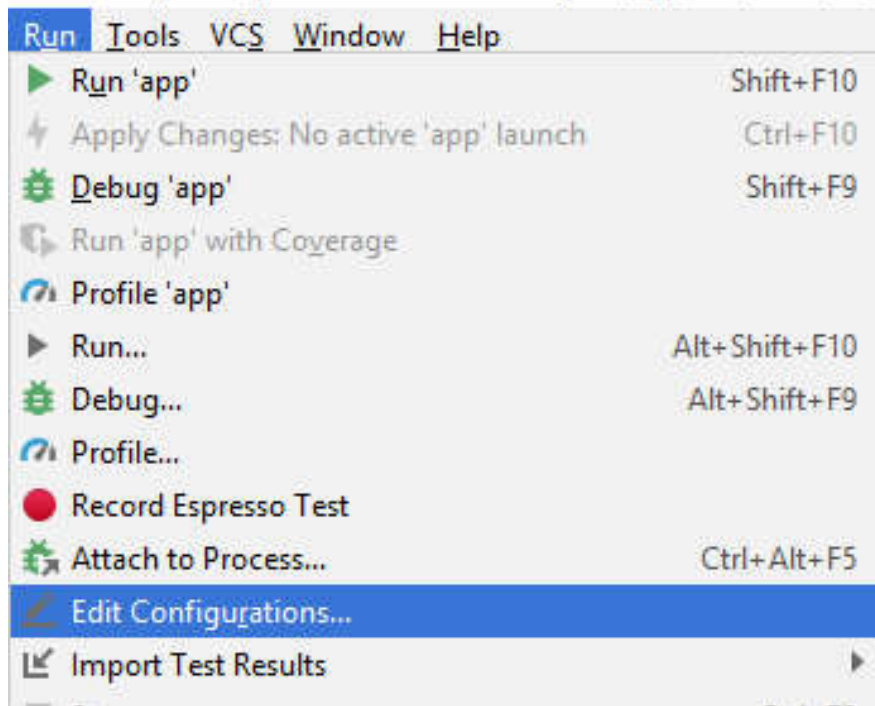 Run Tools VCS Window Help
Run 'app' Shift+F10
Apply Changes: No active 'app' launch Ctrl+F10
Debug 'app' Shift+F9
Run 'app' with Coverage
Profile 'app'
Run... Alt+Shift+F10
Debug... Alt+Shift+F9
Profile...
Record Espresso Test
Attach to Process... Ctrl+Alt+F5
Edit Configurations...
Import Test Results